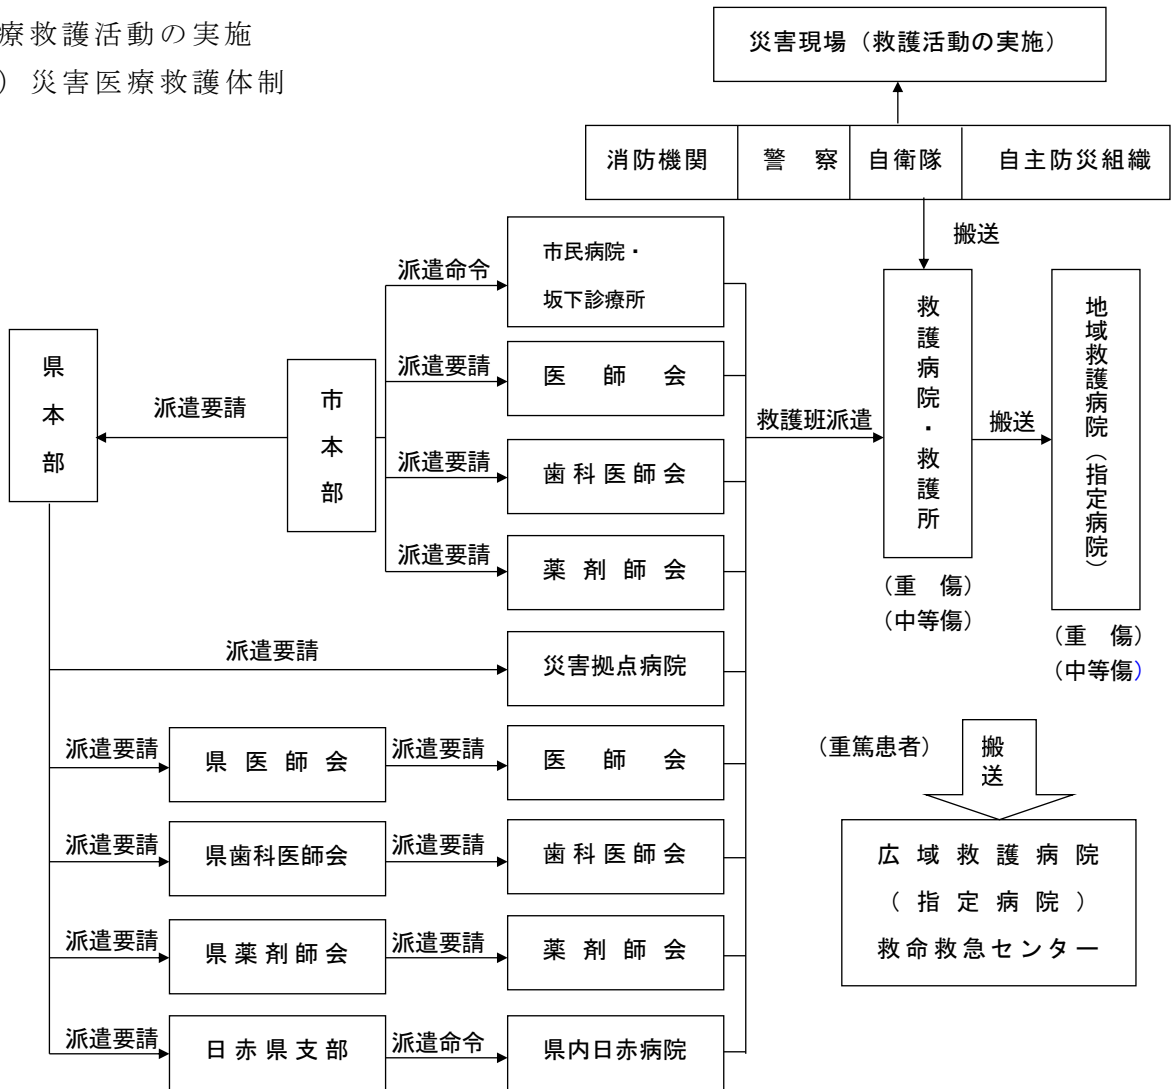 療救護活動の実施
）災害医療救護体制
災害現場（救護活動の実施）
消防機関
警　察
自衛隊
自主防災組織
搬送
市民病院・
坂下診療所
派遣命令
県本部
派遣要請
市本部
派遣要請
医　師　会
派遣要請
歯科医師会
派遣要請
薬剤師会
救護班派遣
救護病院・救護所
（重　傷）
（中等傷）
搬送
地域救護病院（指定病院）
（重　傷）
（中等傷）
派遣要請
災害拠点病院
派遣要請
県医師会
派遣要請
医　師　会
派遣要請
県歯科医師会
派遣要請
歯科医師会
派遣要請
県薬剤師会
派遣要請
薬剤師会
派遣要請
日赤県支部
派遣命令
県内日赤病院
（重篤患者）
搬送
広域救護病院
（指定病院）
救命救急センター